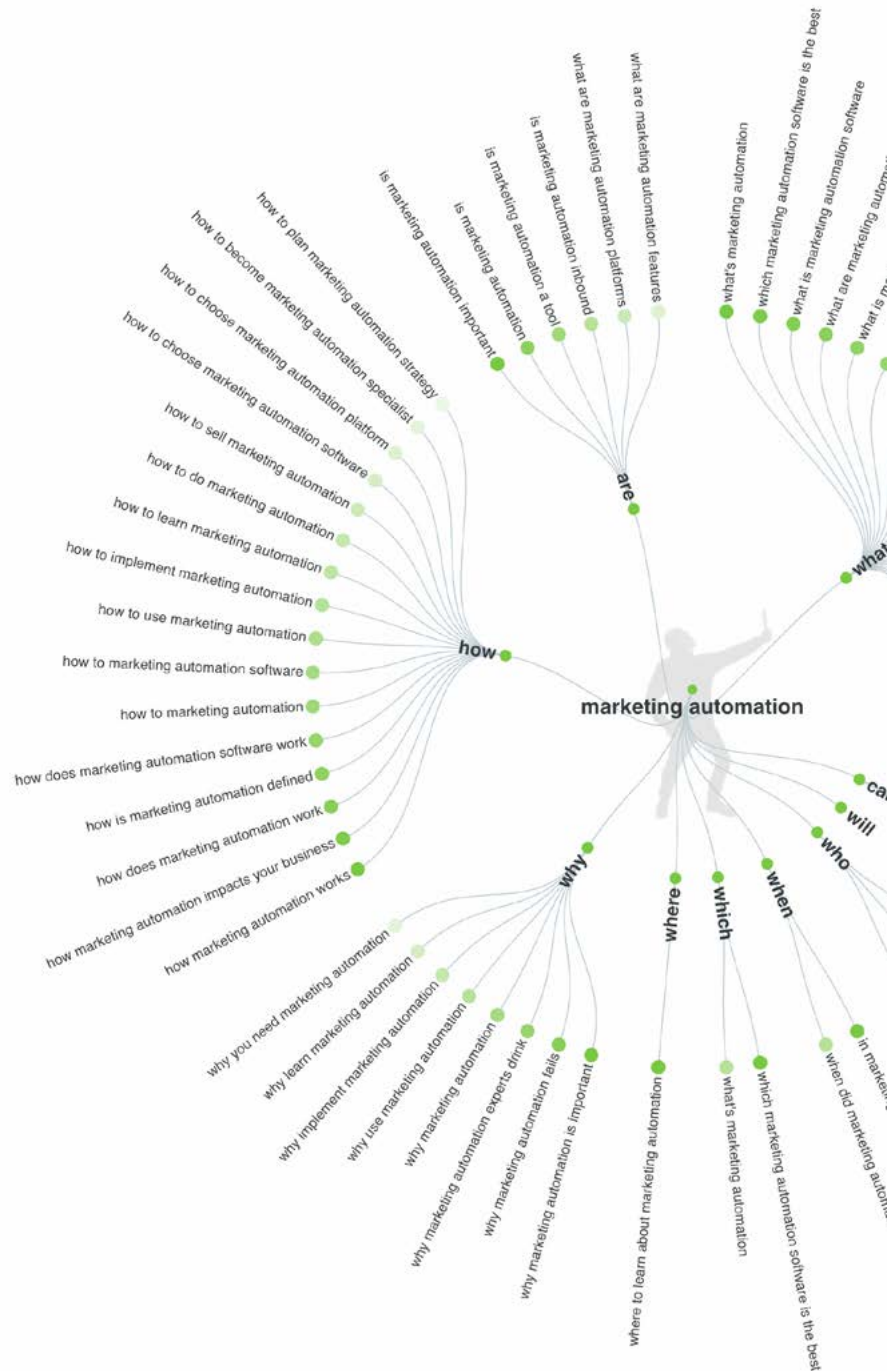 what are marketing automation features
what are marketing automation platforms
is marketing automation inbound
is marketing automation a tool
is marketing automation
is marketing automation important
are
what's marketing automation
which marketing automation software is the best
what is marketing automation software
what are marketing
what is
what
how to plan marketing automation strategy
how to become marketing automation specialist
how to choose marketing automation platform
how to choose marketing automation software
how to sell marketing automation
how to do marketing automation
how to learn marketing automation
how to implement marketing automation
how to use marketing automation
how to marketing automation software
how to marketing automation
how does marketing automation software work
how is marketing automation defined
how does marketing automation work
how marketing automation impacts your business
how marketing automation works
how
marketing automation
will
who
when
which
where
why
why you need marketing automation
why learn marketing automation
why implement marketing automation
why use marketing automation
why marketing automation
why marketing automation experts drink
why marketing automation fails
why marketing automation is important
where to learn about marketing automation
what's marketing automation
which marketing automation software is the best
when did marketing
in